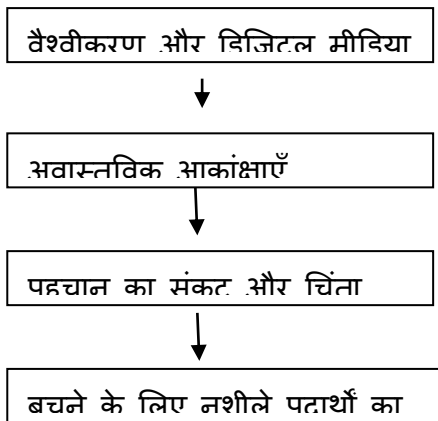 वैश्वीकरण और डिजिटल मीडिया
अवास्तविक आकांक्षाएँ
पहचान का संकट और चिंता
बचने के लिए नशीले पदार्थों का